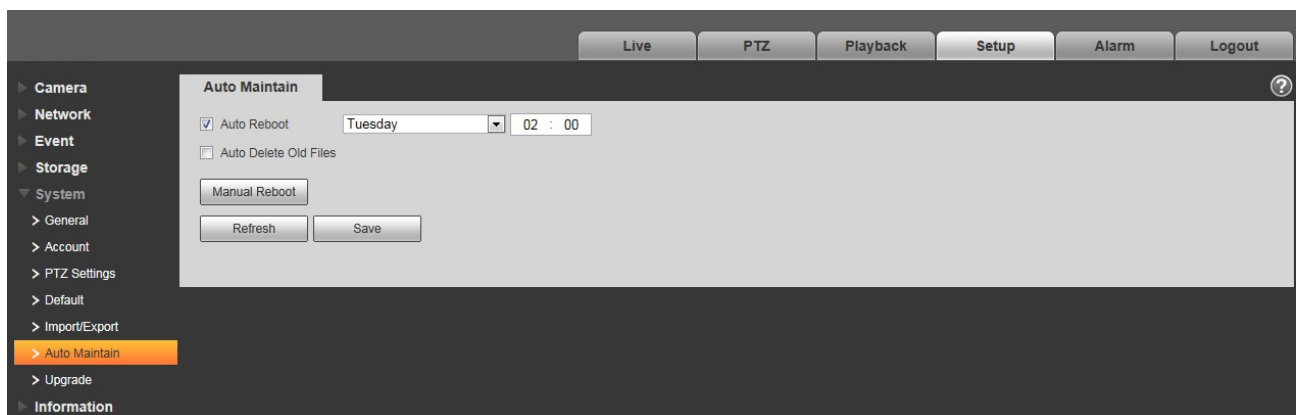 Live PTZ Playback Setup Alarm Logout
Camera
Network
Event
Storage
System
> General
> Account
> PTZ Settings
> Default
> Import/Export
> Auto Maintain
> Upgrade
Information
Auto Maintain
?
Auto Reboot Tuesday 02 : 00
Auto Delete Old Files
Manual Reboot
Refresh Save